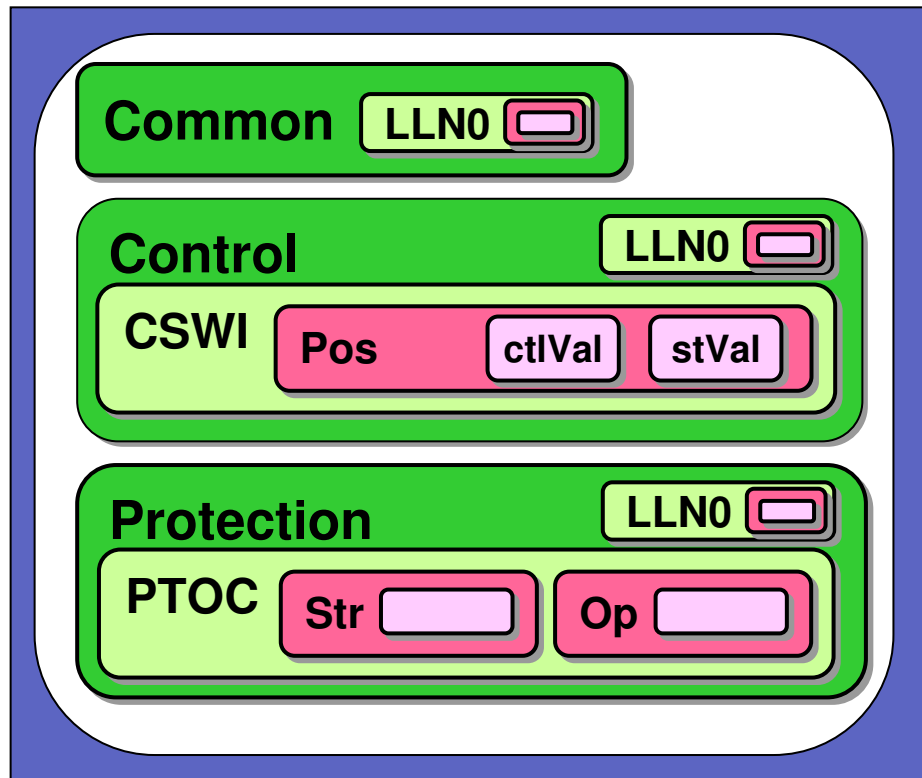 Common LLN0
Control LLN0
CSWI Pos ctlVal stVal
Protection LLN0
PTOC Str Op